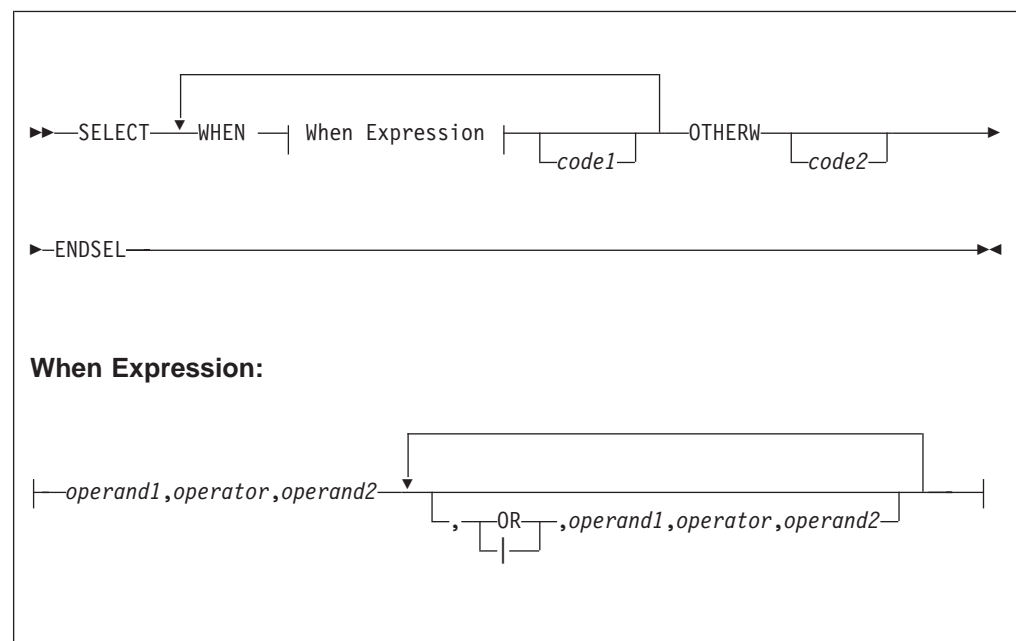 SELECT WHEN When Expression OTHERW
code1 code2
ENDSEL
When Expression:
operand1,operator,operand2
, OR ,operand1,operator,operand2
|